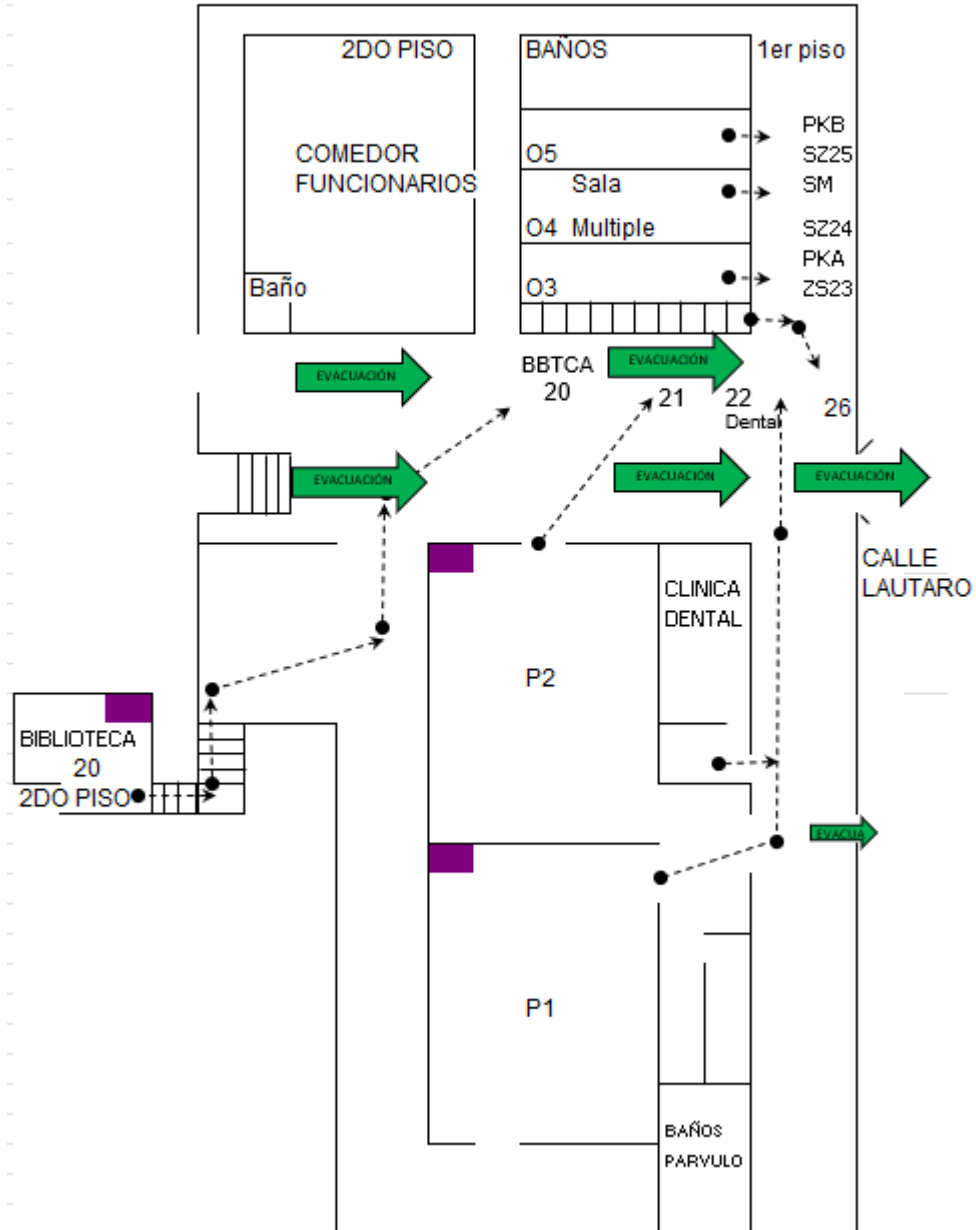 2DO PISO
BAÑOS
1er piso
COMEDOR
FUNCIONARIOS
Baño
O5
Sala
O4 Multiple
O3
PKB
SZ25
SM
SZ24
PKA
ZS23
EVACUACIÓN
BBTCA
20
EVACUACIÓN
21
22
Dental
26
EVACUACIÓN
EVACUACIÓN
EVACUACIÓN
CALLE
LAUTARO
CLINICA
DENTAL
P2
BIBLIOTECA
20
2DO PISO
EVACUA
P1
BAÑOS
PARVULO